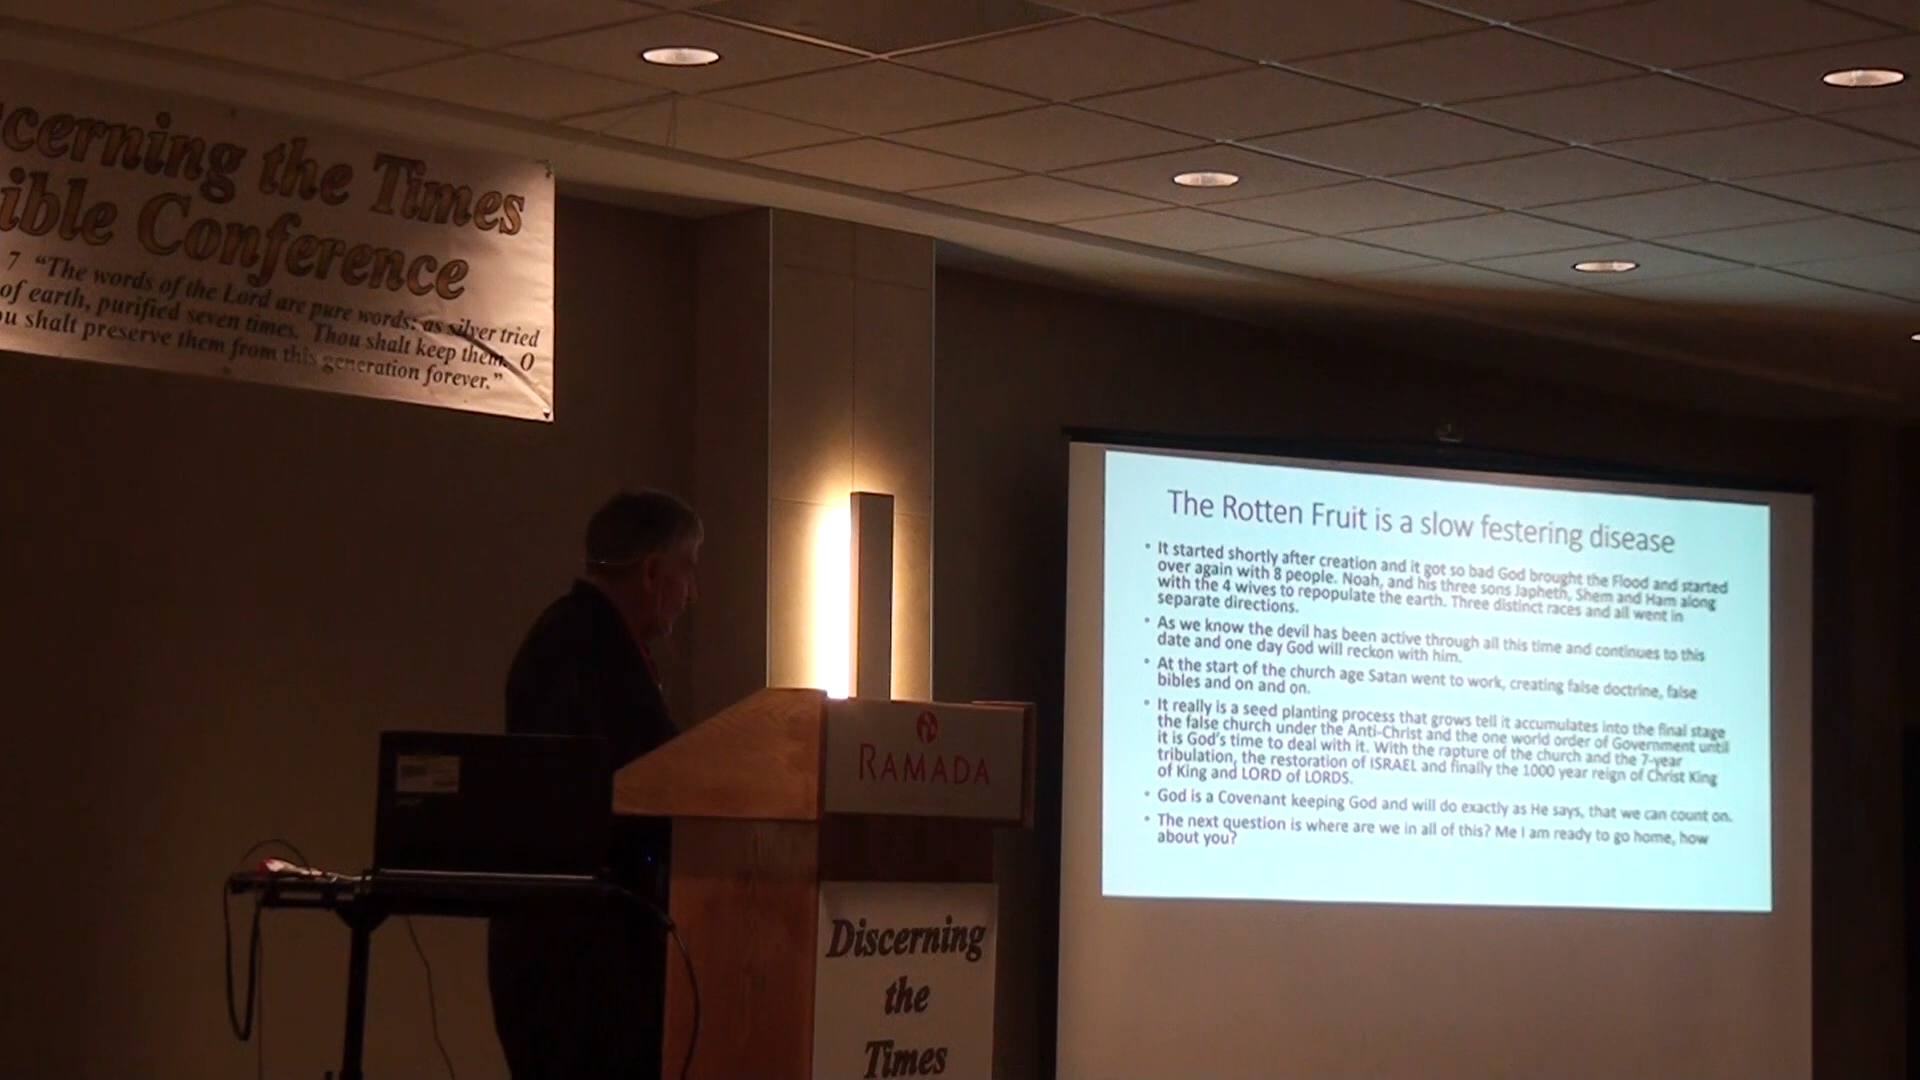 cerning the Times
ible Conference
7 "The words of the Lord are pure words: as silver tried
of earth, purified seven times. Thou shalt keep them, O
u shalt preserve them from this generation forever."
The Rotten Fruit is a slow festering disease
• It started shortly after creation and it got so bad God brought the Flood and started
over again with 8 people. Noah, and his three sons Japheth, Shem and Ham along
with the 4 wives to repopulate the earth. Three distinct races and all went in
separate directions.
• As we know the devil has been active through all this time and continues to this
date and one day God will reckon with him.
• At the start of the church age Satan went to work, creating false doctrine, false
bibles and on and on.
• It really is a seed planting process that grows tell it accumulates into the final stage
the false church under the Anti-Christ and the one world order of Government until
it is God's time to deal with it. With the rapture of the church and the 7-year
tribulation, the restoration of ISRAEL and finally the 1000 year reign of Christ King
of King and LORD of LORDS.
• God is a Covenant keeping God and will do exactly as He says, that we can count on.
• The next question is where are we in all of this? Me I am ready to go home, how
about you?
RAMADA
Discerning
the
Times